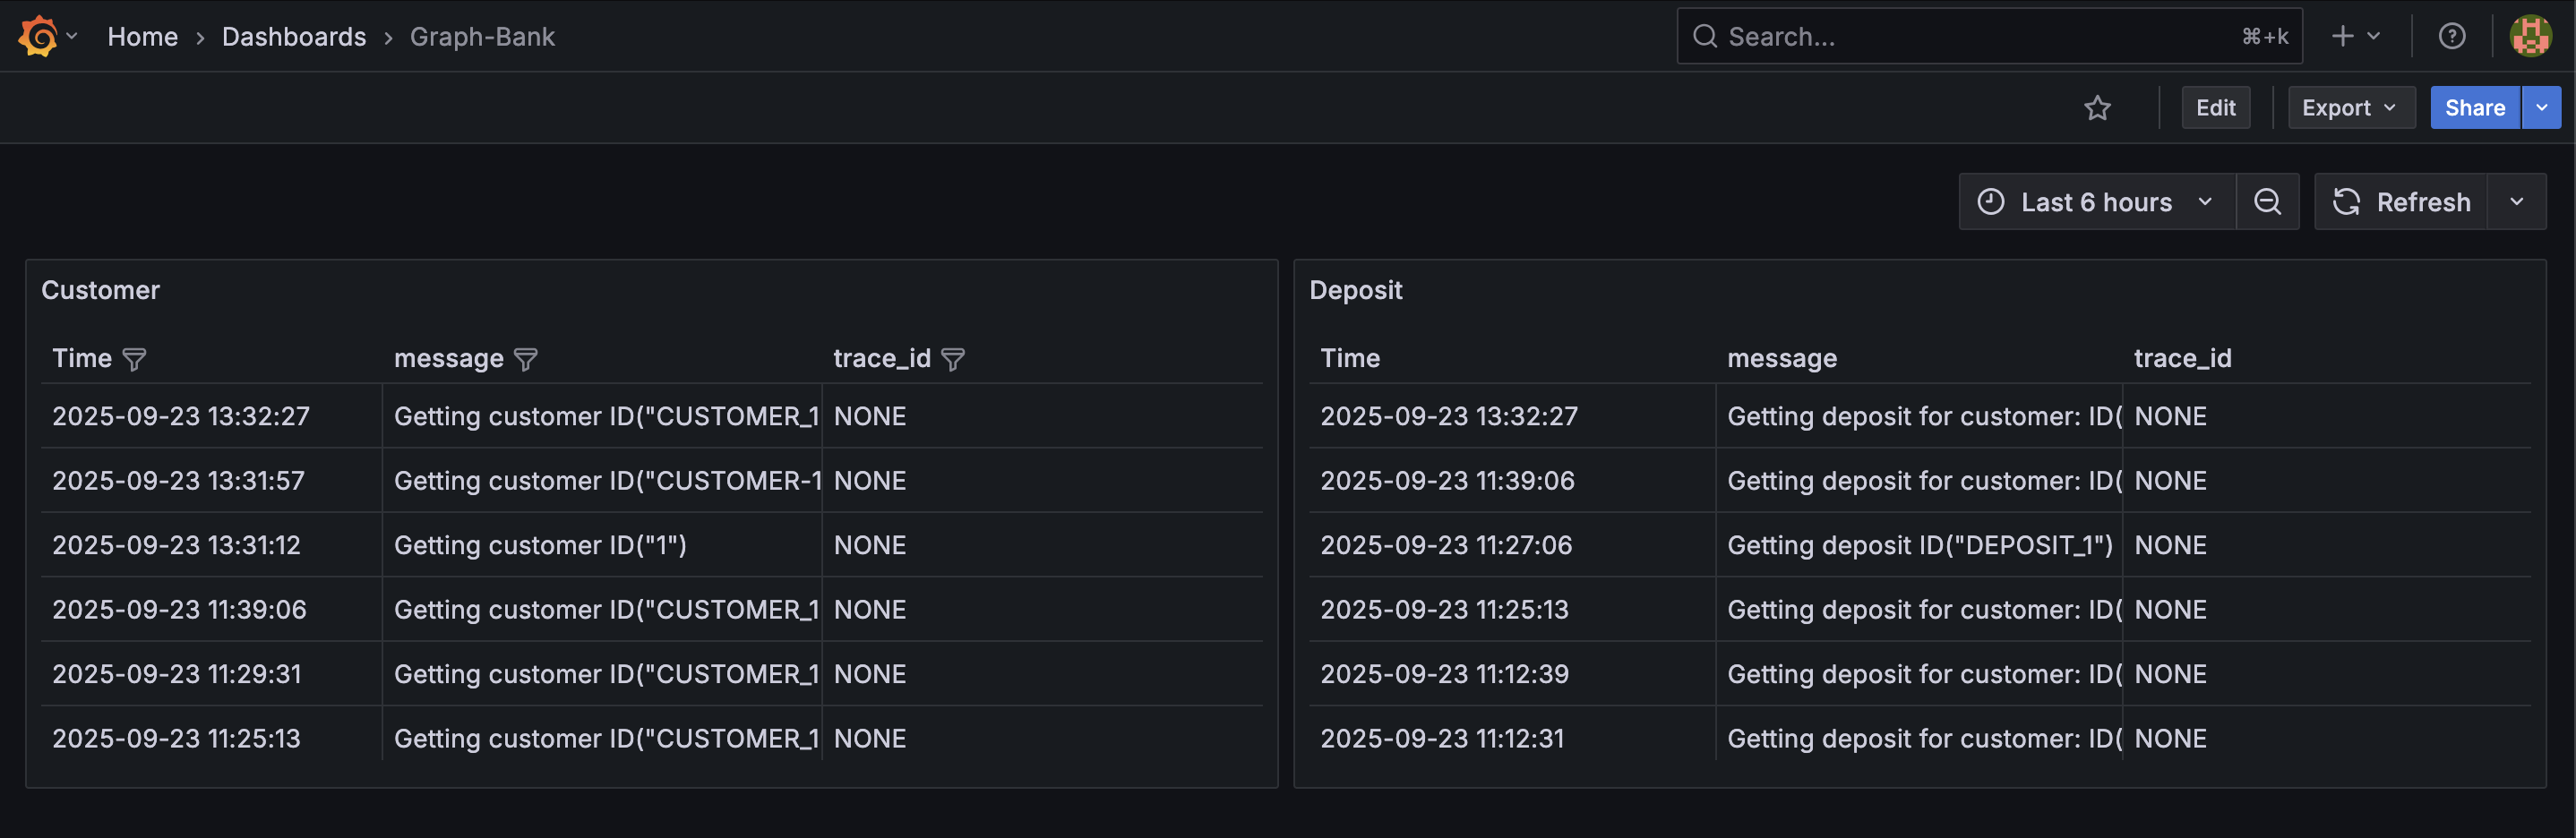 Home › Dashboards › Graph-Bank
Search... ⌘+k
Edit Export Share
Last 6 hours Refresh
Customer
Time message trace_id
2025-09-23 13:32:27 Getting customer ID("CUSTOMER_1 NONE
2025-09-23 13:31:57 Getting customer ID("CUSTOMER-1 NONE
2025-09-23 13:31:12 Getting customer ID("1") NONE
2025-09-23 11:39:06 Getting customer ID("CUSTOMER_1 NONE
2025-09-23 11:29:31 Getting customer ID("CUSTOMER_1 NONE
2025-09-23 11:25:13 Getting customer ID("CUSTOMER_1 NONE
Deposit
Time message trace_id
2025-09-23 13:32:27 Getting deposit for customer: ID( NONE
2025-09-23 11:39:06 Getting deposit for customer: ID( NONE
2025-09-23 11:27:06 Getting deposit ID("DEPOSIT_1") NONE
2025-09-23 11:25:13 Getting deposit for customer: ID( NONE
2025-09-23 11:12:39 Getting deposit for customer: ID( NONE
2025-09-23 11:12:31 Getting deposit for customer: ID( NONE